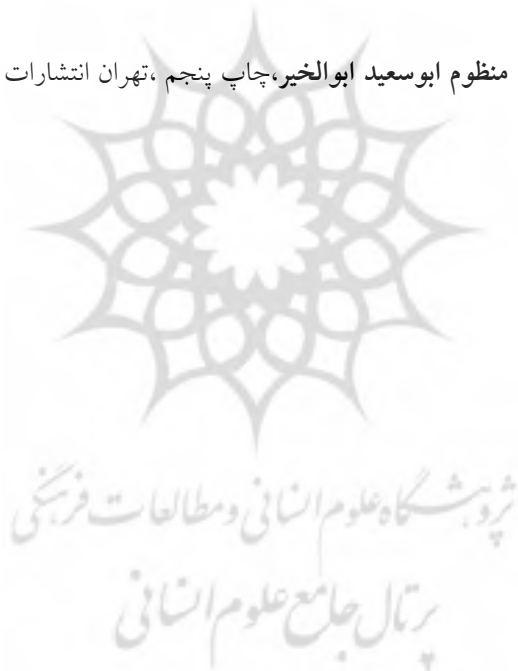 منظوم ابوسعید ابوالخیر،چاپ پنجم ،تهران انتشارات
پژوهشگاه علوم انسانی و مطالعات فرهنگی
پرتال جامع علوم انسانی